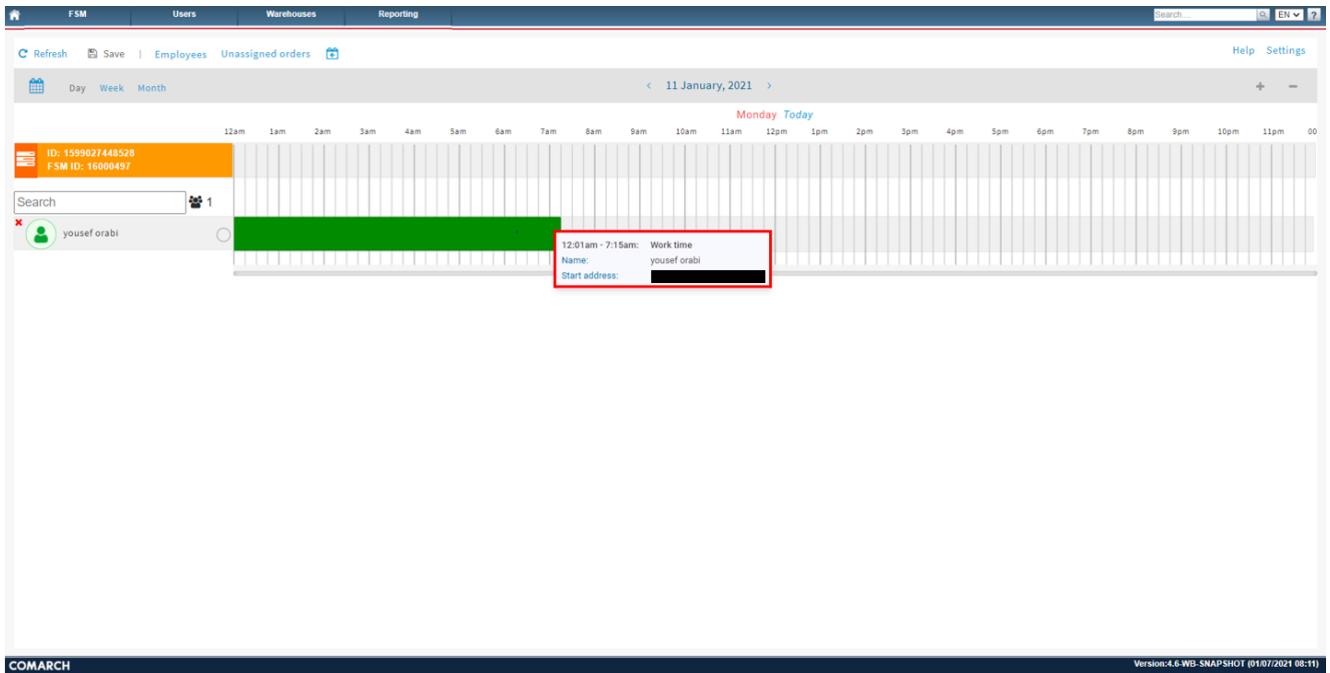 FSM Users Warehouses Reporting Search... EN ?
Refresh Save | Employees Unassigned orders Help Settings
Day Week Month < 11 January, 2021 > + −
Monday Today
12am 1am 2am 3am 4am 5am 6am 7am 8am 9am 10am 11am 12pm 1pm 2pm 3pm 4pm 5pm 6pm 7pm 8pm 9pm 10pm 11pm 00
ID: 1599027448528
FSM ID: 16000497
Search 1
yousef orabi
12:01am - 7:15am: Work time
Name: yousef orabi
Start address:
COMARCH Version:4.6-WB-SNAPSHOT (01/07/2021 08:11)